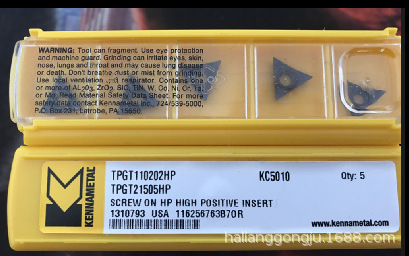 WARNING: Tool can fragment. Use eye protection
and machine guard. Grinding can irritate eyes, skin,
nose, lungs and throat and may cause lung disease
or death. Don't breathe dust or mist from grinding.
Use ventilation respirator. Contains one
or more of Al2O3, ZrO2, SiC, TiN, W, Co, Ni, Cr, Ta,
or Mo. Read Material Safety Data Sheet. For more
safety data contact Kennametal Inc., 724/539-5000,
P.O. Box 231, Latrobe, PA 15650.
KENNAMETAL
TPGT110202HP KC5010 Qty: 5
TPGT21505HP
SCREW ON HP HIGH POSITIVE INSERT
1310793 USA 116256763B70R
www.kennametal.com
hailanggongju.1688.com